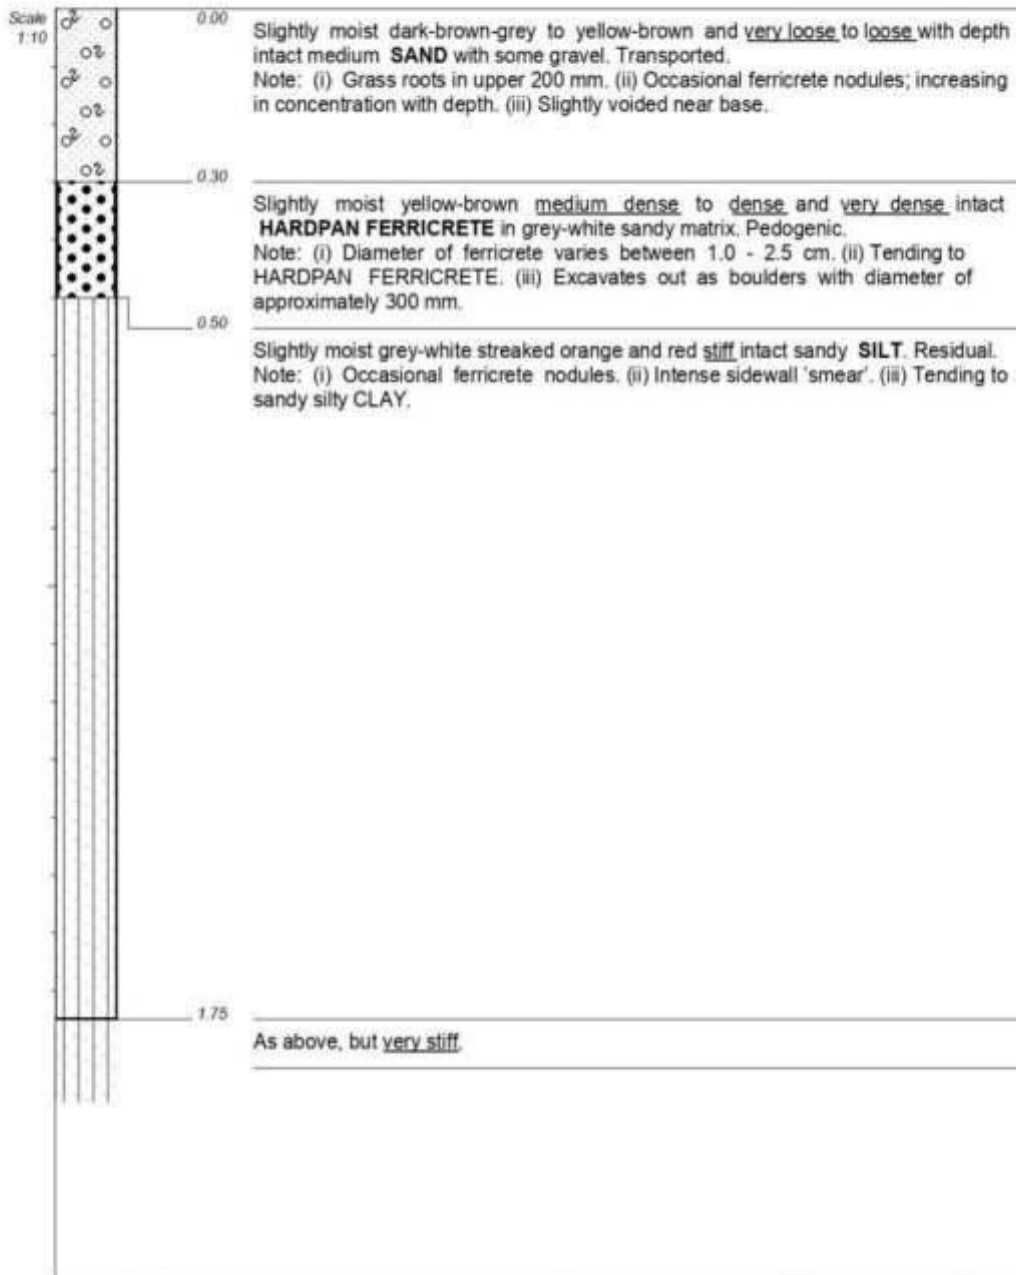 Scale
1:10
0.00
Slightly moist dark-brown-grey to yellow-brown and very loose to loose with depth
intact medium SAND with some gravel. Transported.
Note: (i) Grass roots in upper 200 mm. (ii) Occasional ferricrete nodules; increasing
in concentration with depth. (iii) Slightly voided near base.
0.30
Slightly moist yellow-brown medium dense to dense and very dense intact
HARDPAN FERRICRETE in grey-white sandy matrix. Pedogenic.
Note: (i) Diameter of ferricrete varies between 1.0 - 2.5 cm. (ii) Tending to
HARDPAN FERRICRETE. (iii) Excavates out as boulders with diameter of
approximately 300 mm.
0.50
Slightly moist grey-white streaked orange and red stiff intact sandy SILT. Residual.
Note: (i) Occasional ferricrete nodules. (ii) Intense sidewall 'smear'. (iii) Tending to
sandy silty CLAY.
1.75
As above, but very stiff.